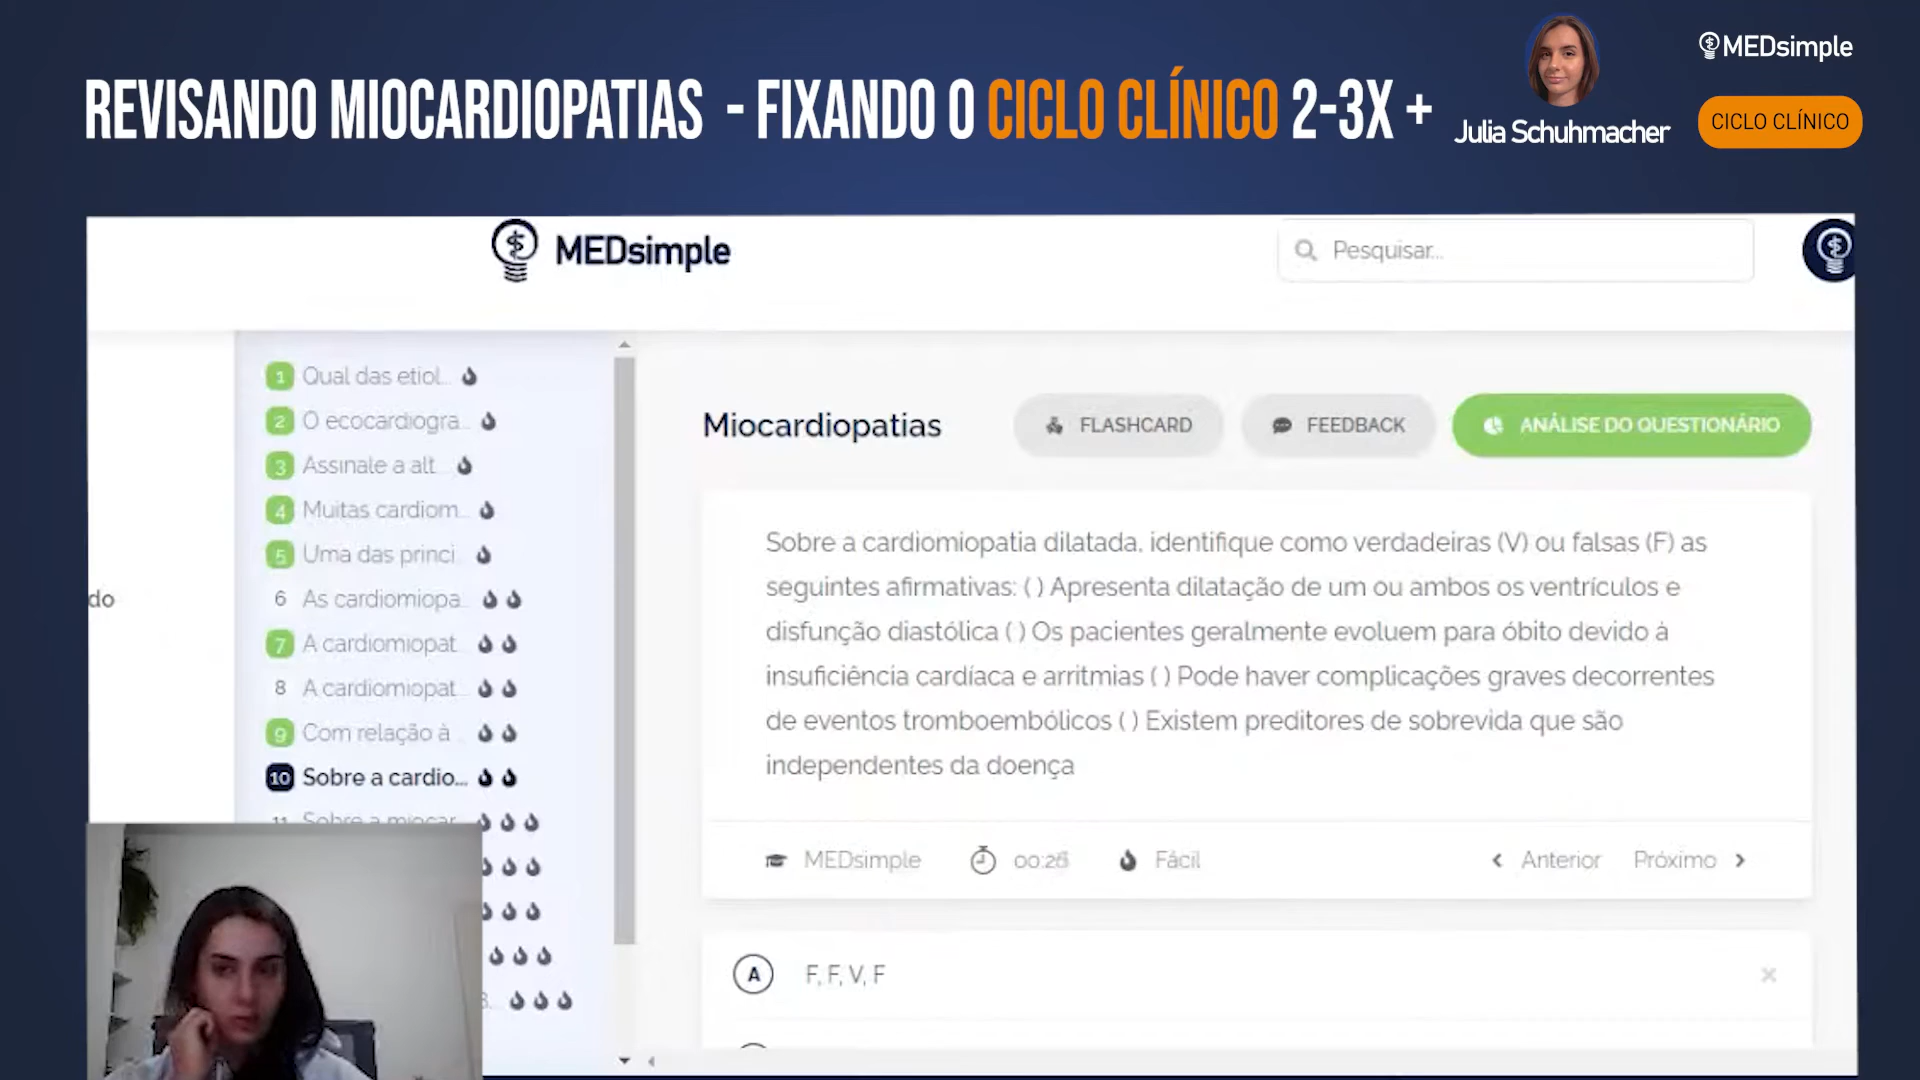 REVISANDO MIOCARDIOPATIAS - FIXANDO O CICLO CLÍNICO 2-3X +
Julia Schuhmacher
MEDsimple
CICLO CLÍNICO
MEDsimple
Pesquisar...
do
1 Qual das etiol...
2 O ecocardiogra...
3 Assinale a alt...
4 Muitas cardiom...
5 Uma das princi...
6 As cardiomiopa...
7 A cardiomiopat...
8 A cardiomiopat...
9 Com relação à ...
10 Sobre a cardio...
11 Sobre a miocar...
Miocardiopatias
FLASHCARD
FEEDBACK
ANÁLISE DO QUESTIONÁRIO
Sobre a cardiomiopatia dilatada, identifique como verdadeiras (V) ou falsas (F) as
seguintes afirmativas: ( ) Apresenta dilatação de um ou ambos os ventrículos e
disfunção diastólica ( ) Os pacientes geralmente evoluem para óbito devido à
insuficiência cardíaca e arritmias ( ) Pode haver complicações graves decorrentes
de eventos tromboembólicos ( ) Existem preditores de sobrevida que são
independentes da doença
MEDsimple
00:26
Fácil
Anterior
Próximo
A F, F, V, F